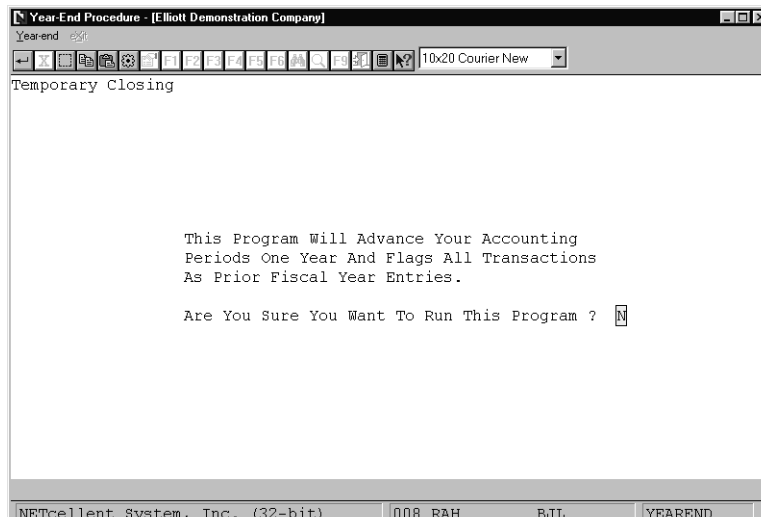 Year-End Procedure - [Elliott Demonstration Company]
Year-end eXit
F1 F2 F3 F4 F5 F6 F9 10x20 Courier New
Temporary Closing
This Program Will Advance Your Accounting
Periods One Year And Flags All Transactions
As Prior Fiscal Year Entries.
Are You Sure You Want To Run This Program ? N
NETcellent System, Inc. (32-bit) 008 RAH BJL YEAREND